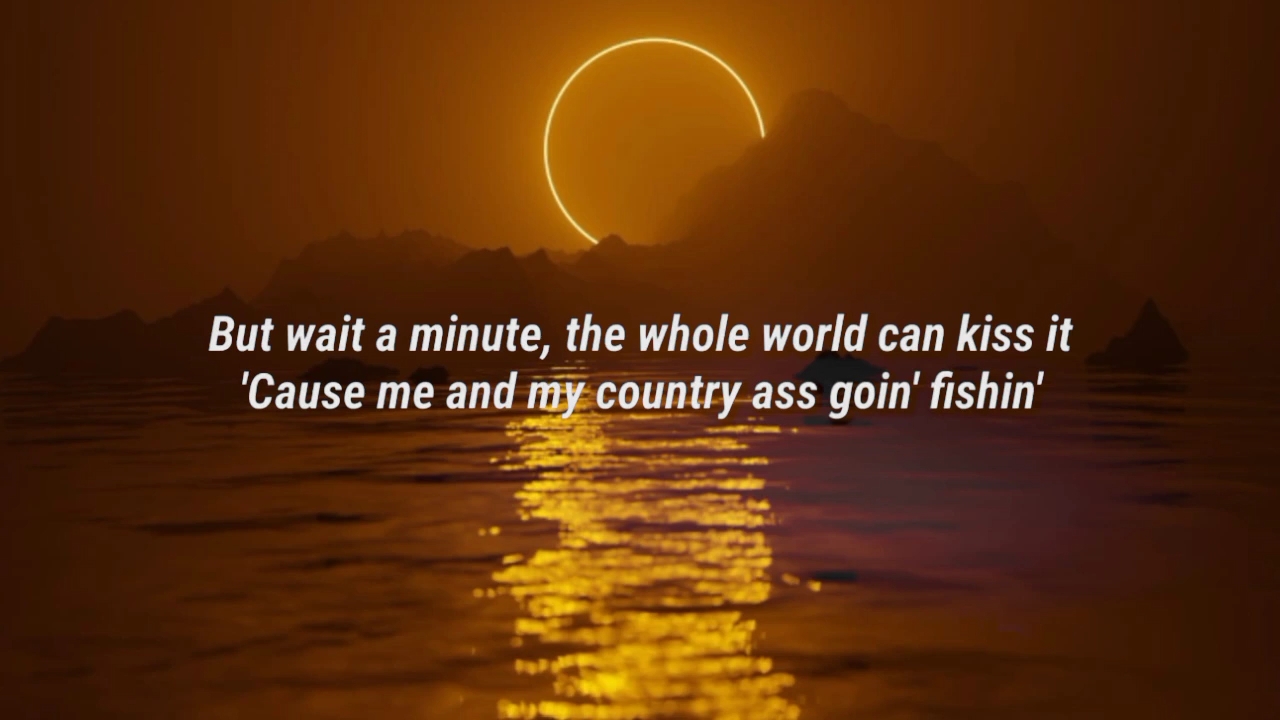 But wait a minute, the whole world can kiss it
'Cause me and my country ass goin' fishin'